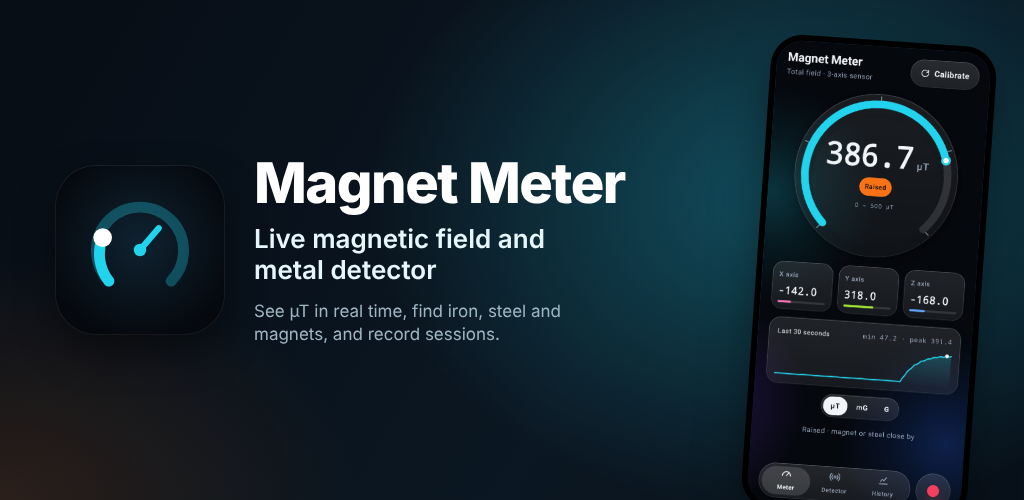 Magnet Meter
Live magnetic field and
metal detector
See µT in real time, find iron, steel and
magnets, and record sessions.
Magnet Meter
Total field · 3-axis sensor
Calibrate
386.7 µT
Raised
0 – 500 µT
X axis
-142.0
Y axis
318.0
Z axis
-168.0
Last 30 seconds
min 47.2 · peak 391.4
µT
mG
G
Raised · magnet or steel close by
Meter
Detector
History